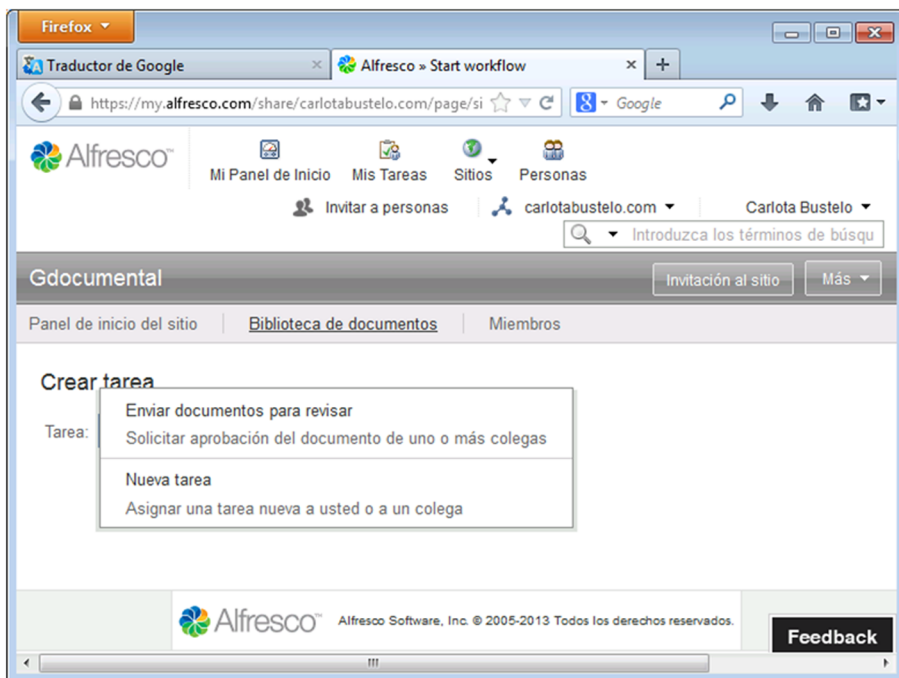 Firefox
Traductor de Google
Alfresco » Start workflow
https://my.alfresco.com/share/carlotabustelo.com/page/si
Google
Alfresco™
Mi Panel de Inicio Mis Tareas Sitios Personas
Invitar a personas carlotabustelo.com Carlota Bustelo
Introduzca los términos de búsqu
Gdocumental
Invitación al sitio Más
Panel de inicio del sitio Biblioteca de documentos Miembros
Crear tarea
Tarea:
Enviar documentos para revisar
Solicitar aprobación del documento de uno o más colegas
Nueva tarea
Asignar una tarea nueva a usted o a un colega
Alfresco™ Alfresco Software, Inc. © 2005-2013 Todos los derechos reservados.
Feedback